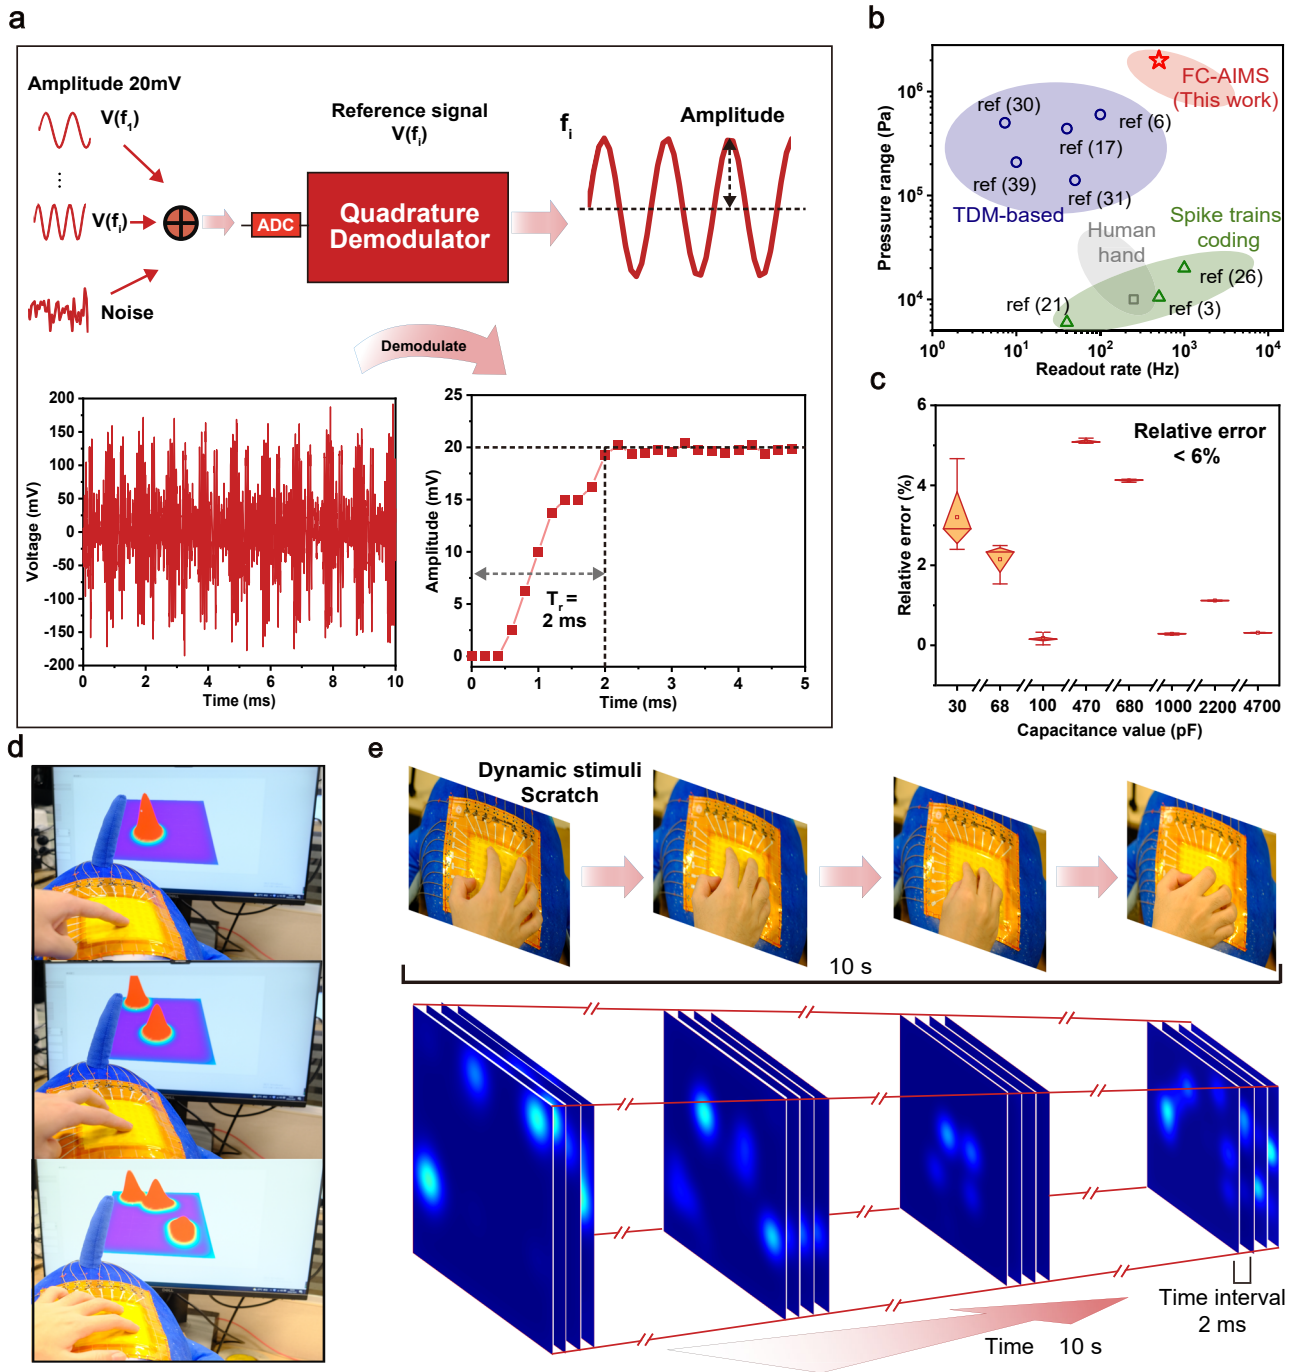 a
Amplitude 20mV
V(f1)
⋮
V(fi)
Noise
ADC
Reference signal
V(fi)
Quadrature
Demodulator
fi
Amplitude
Demodulate
200
150
100
50
0
-50
-100
-150
-200
Voltage (mV)
0 2 4 6 8 10
Time (ms)
25
20
15
10
5
0
Amplitude (mV)
Tr =
2 ms
0 1 2 3 4 5
Time (ms)
b
10^6
10^5
10^4
Pressure range (Pa)
FC-AIMS
(This work)
ref (30)
ref (6)
ref (17)
ref (39)
ref (31)
TDM-based
Spike trains
coding
Human
hand
ref (26)
ref (21)
ref (3)
10^0 10^1 10^2 10^3 10^4
Readout rate (Hz)
c
6
4
2
0
Relative error (%)
Relative error
< 6%
30 68 100 470 680 1000 2200 4700
Capacitance value (pF)
d
e
Dynamic stimuli
Scratch
10 s
Time interval
2 ms
Time 10 s